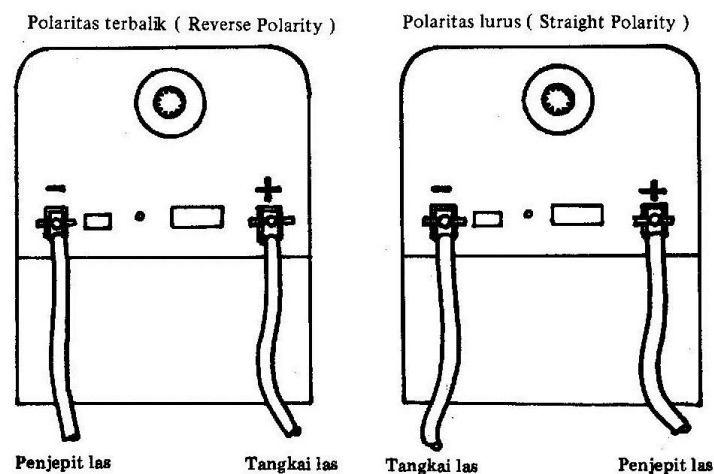 Polaritas terbalik ( Reverse Polarity )
Polaritas lurus ( Straight Polarity )
− +
− +
Penjepit las
Tangkai las
Tangkai las
Penjepit las